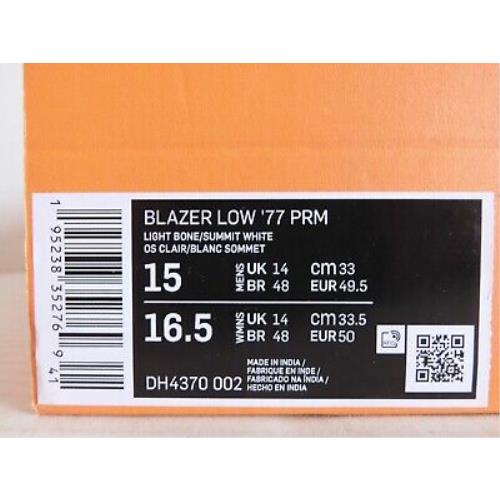 BLAZER LOW '77 PRM
LIGHT BONE/SUMMIT WHITE
OS CLAIR/BLANC SOMMET
15 MENS UK 14 CM 33
BR 48 EUR 49.5
16.5 WMNS UK 14 CM 33.5
BR 48 EUR 50
MADE IN INDIA /
FABRIQUE EN INDE /
FABRICADO NA ÍNDIA /
HECHO EN INDIA
DH4370 002
1 95238 35276 9 41